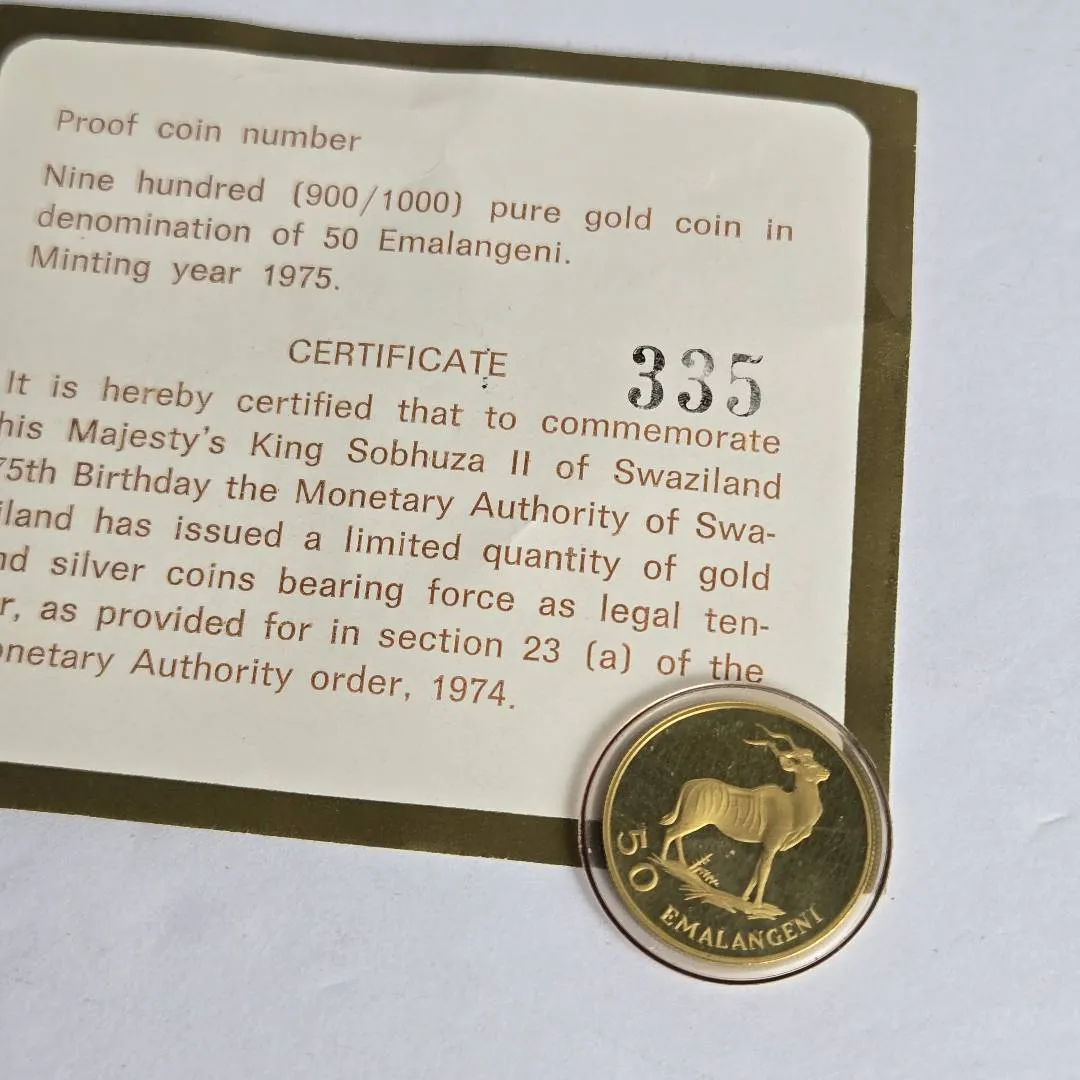 Proof coin number
Nine hundred (900/1000) pure gold coin in
denomination of 50 Emalangeni.
Minting year 1975.
CERTIFICATE
335
It is hereby certified that to commemorate
his Majesty's King Sobhuza II of Swaziland
75th Birthday the Monetary Authority of Swa-
iland has issued a limited quantity of gold
nd silver coins bearing force as legal ten-
r, as provided for in section 23 (a) of the
onetary Authority order, 1974.
50
EMALANGENI